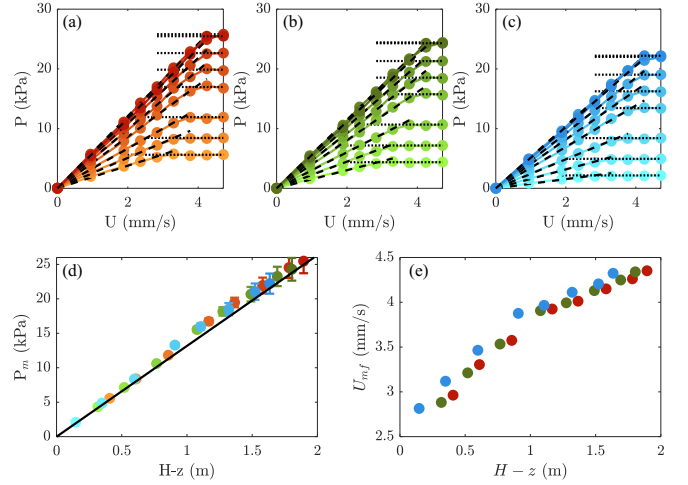 (a)
(b)
(c)
30
20
10
0
P (kPa)
0 2 4
U (mm/s)
30
20
10
0
P (kPa)
0 2 4
U (mm/s)
30
20
10
0
P (kPa)
0 2 4
U (mm/s)
(d)
25
20
15
10
5
0
P_m (kPa)
0 0.5 1 1.5 2
H-z (m)
(e)
4.5
4
3.5
3
2.5
U_{mf} (mm/s)
0 0.5 1 1.5 2
H − z (m)